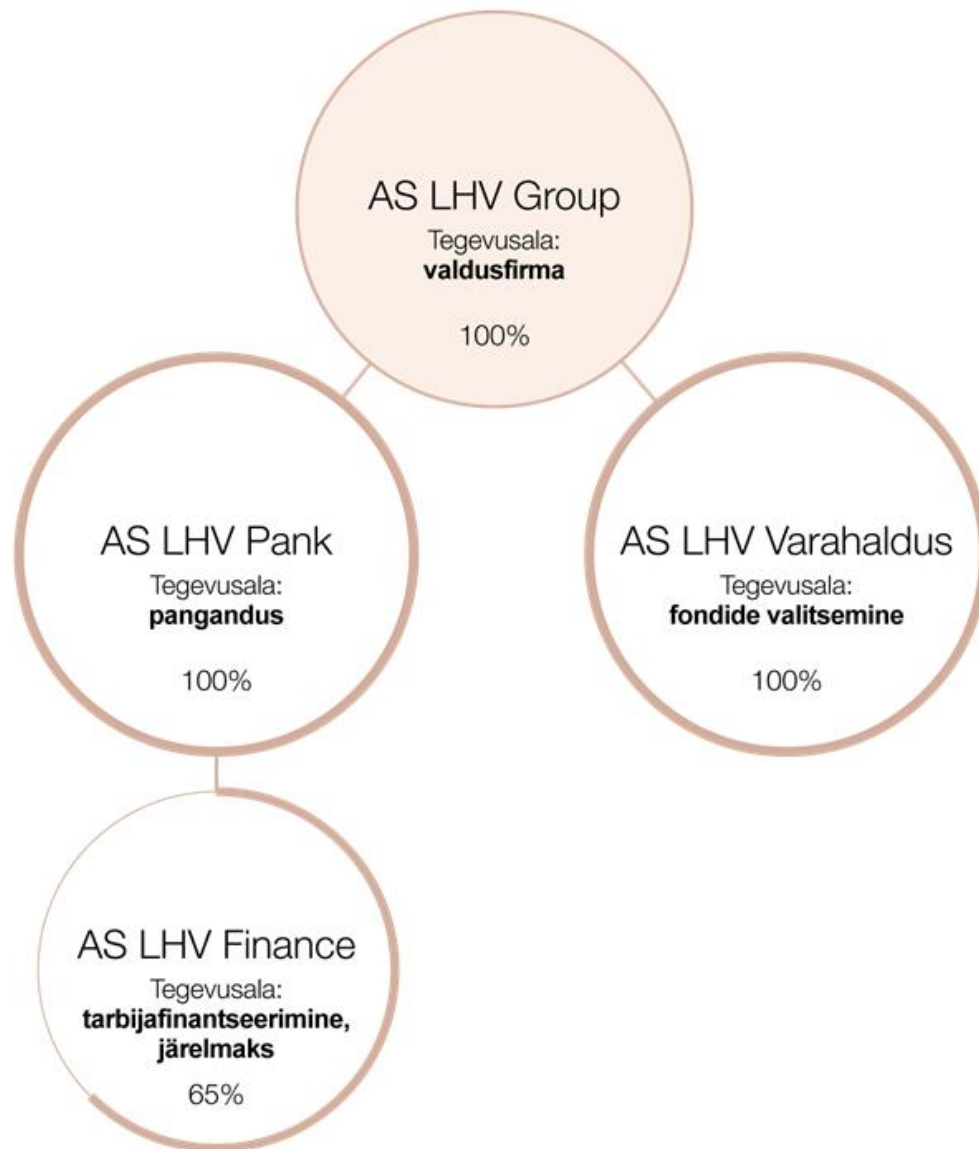 AS LHV Group
Tegevusala:
valdusfirma
100%
AS LHV Pank
Tegevusala:
pangandus
100%
AS LHV Varahaldus
Tegevusala:
fondide valitsemine
100%
AS LHV Finance
Tegevusala:
tarbijafinantseerimine,
järelmaks
65%